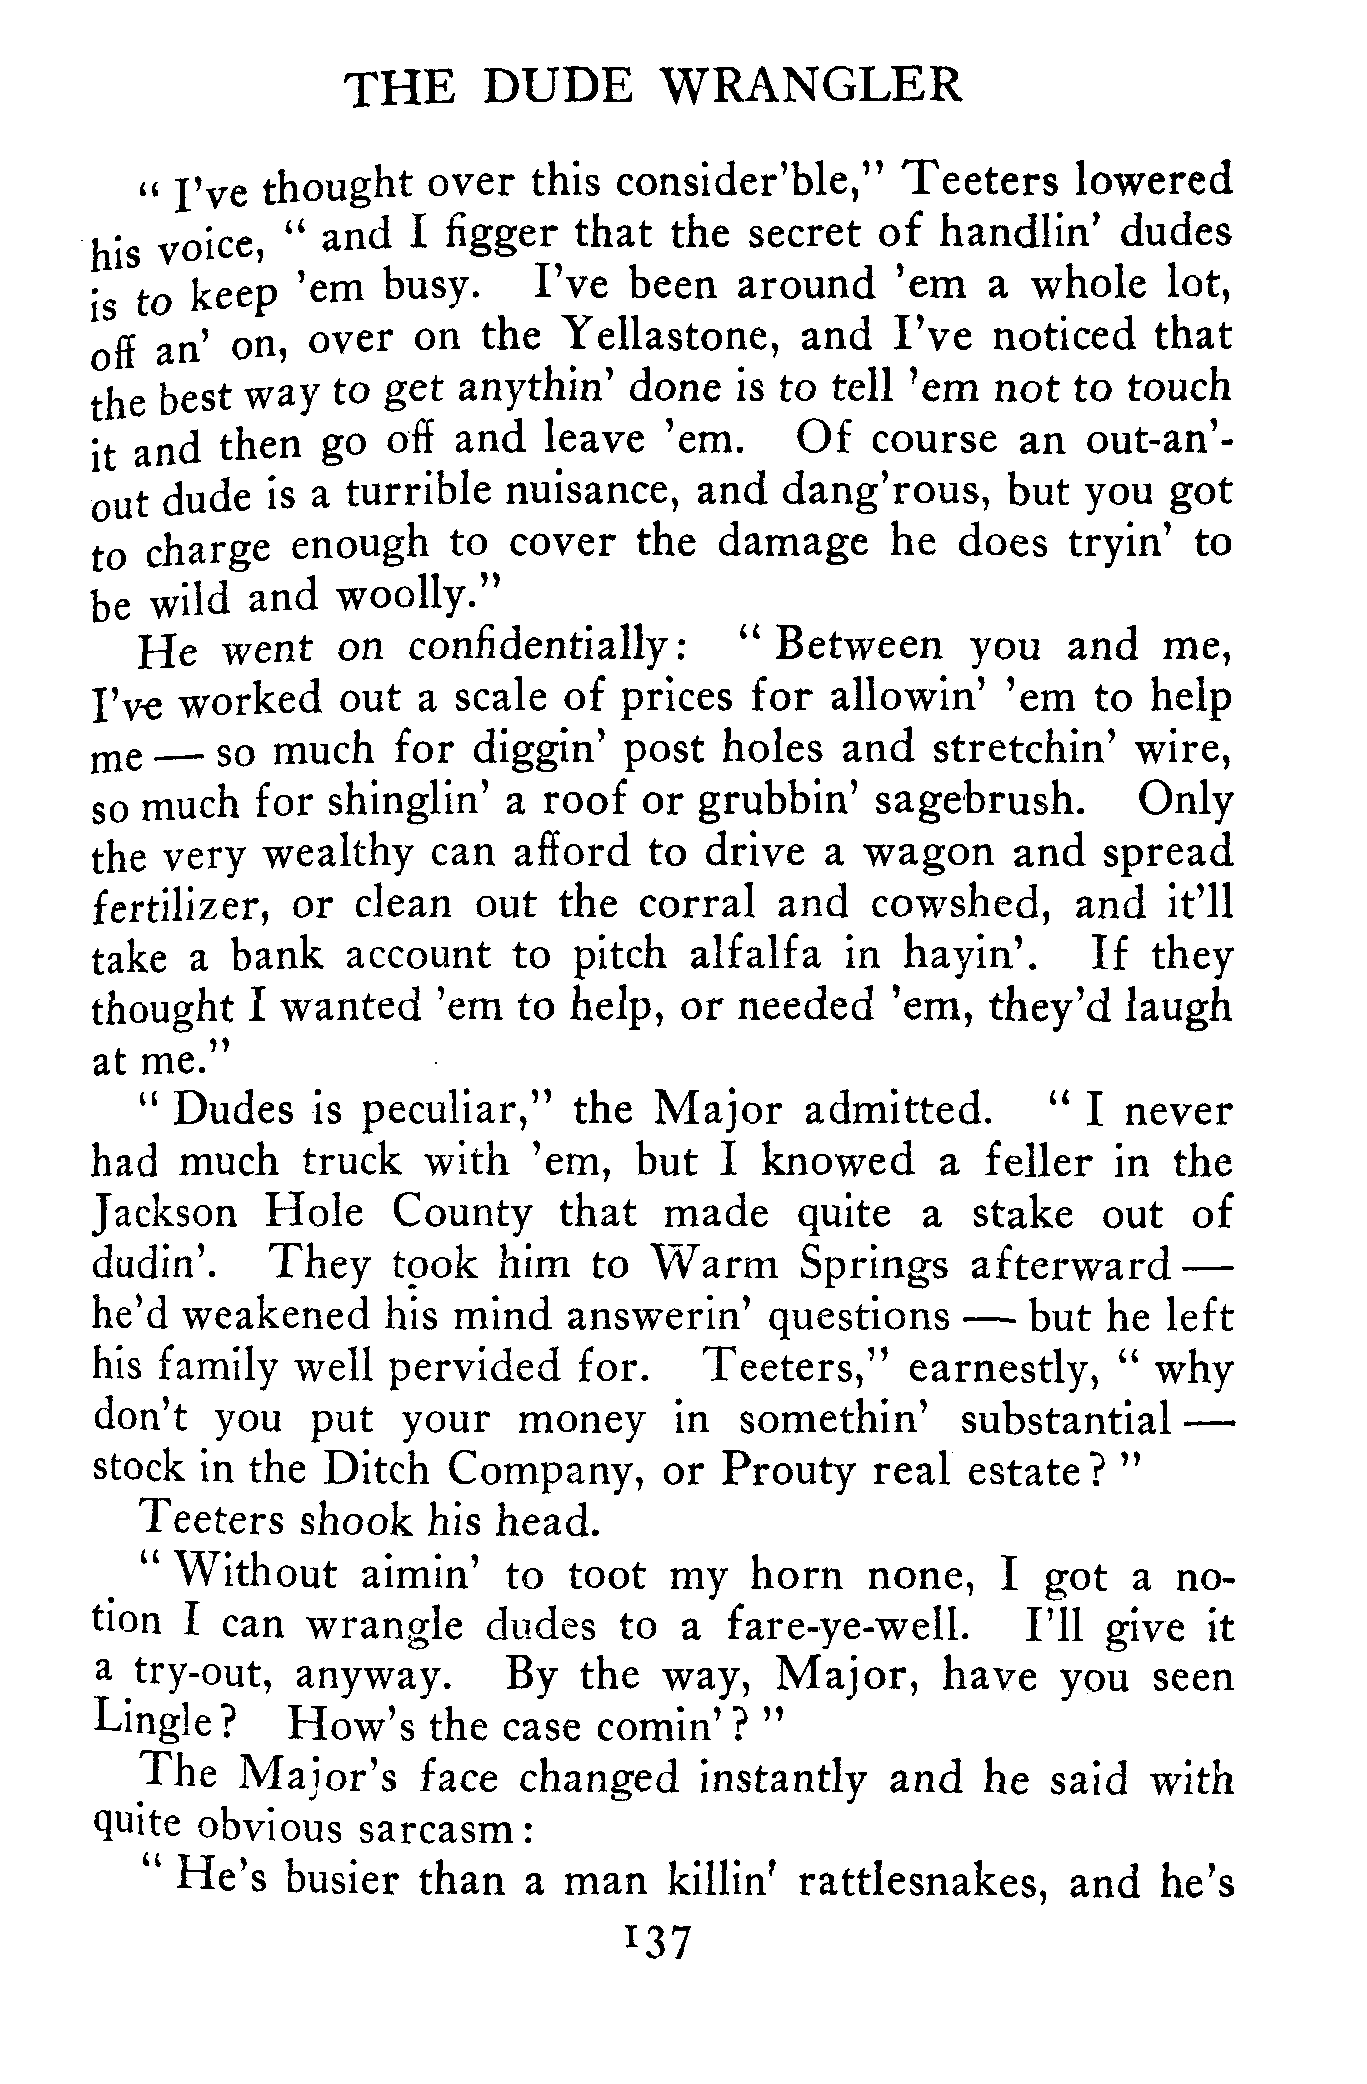 THE DUDE WRANGLER
" I've thought over this consider'ble," Teeters lowered
his voice, " and I figger that the secret of handlin' dudes
is to keep 'em busy. I've been around 'em a whole lot,
off an' on, over on the Yellastone, and I've noticed that
the best way to get anythin' done is to tell 'em not to touch
it and then go off and leave 'em. Of course an out-an'-
out dude is a turrible nuisance, and dang'rous, but you got
to charge enough to cover the damage he does tryin' to
be wild and woolly."
He went on confidentially: " Between you and me,
I've worked out a scale of prices for allowin' 'em to help
me — so much for diggin' post holes and stretchin' wire,
so much for shinglin' a roof or grubbin' sagebrush. Only
the very wealthy can afford to drive a wagon and spread
fertilizer, or clean out the corral and cowshed, and it'll
take a bank account to pitch alfalfa in hayin'. If they
thought I wanted 'em to help, or needed 'em, they'd laugh
at me."
" Dudes is peculiar," the Major admitted. " I never
had much truck with 'em, but I knowed a feller in the
Jackson Hole County that made quite a stake out of
dudin'. They took him to Warm Springs afterward —
he'd weakened his mind answerin' questions — but he left
his family well pervided for. Teeters," earnestly, " why
don't you put your money in somethin' substantial —
stock in the Ditch Company, or Prouty real estate? "
Teeters shook his head.
" Without aimin' to toot my horn none, I got a no-
tion I can wrangle dudes to a fare-ye-well. I'll give it
a try-out, anyway. By the way, Major, have you seen
Lingle? How's the case comin'? "
The Major's face changed instantly and he said with
quite obvious sarcasm:
" He's busier than a man killin' rattlesnakes, and he's
137